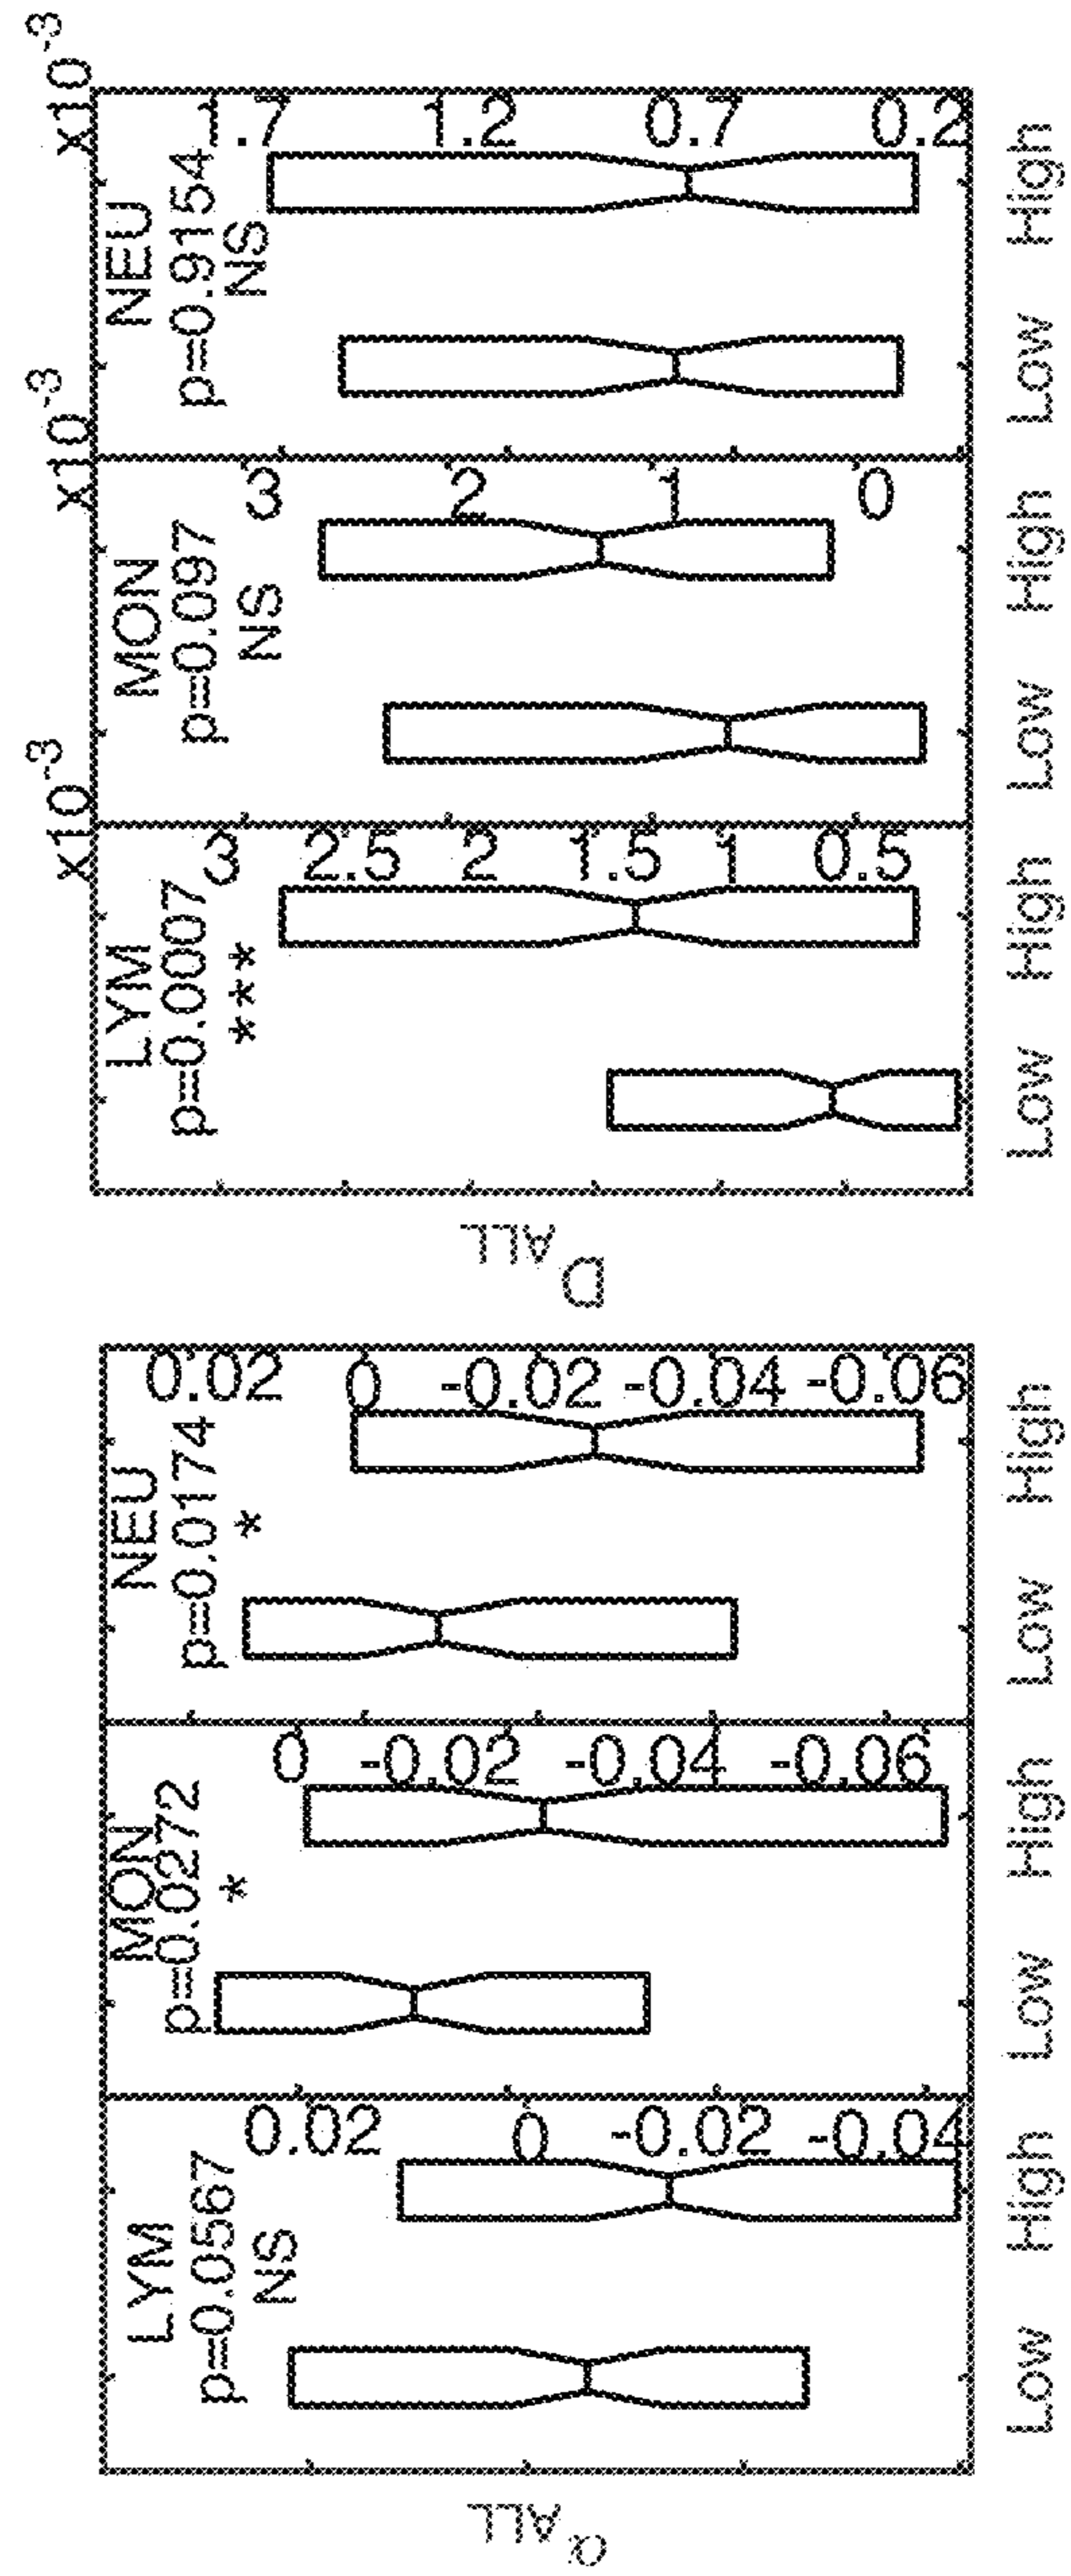 α ALL
LYM
p=0.0567
NS
0.02
0
-0.02
-0.04
Low
High
MON
p=0.0272
*
0
-0.02
-0.04
-0.06
Low
High
NEU
p=0.0174
*
0.02
0
-0.02
-0.04
-0.06
Low
High
D ALL
x10-3
LYM
p=0.0007
***
3
2.5
2
1.5
1
0.5
Low
High
x10-3
MON
p=0.097
NS
3
2
1
0
Low
High
x10-3
NEU
p=0.9154
NS
1.7
1.2
0.7
0.2
Low
High